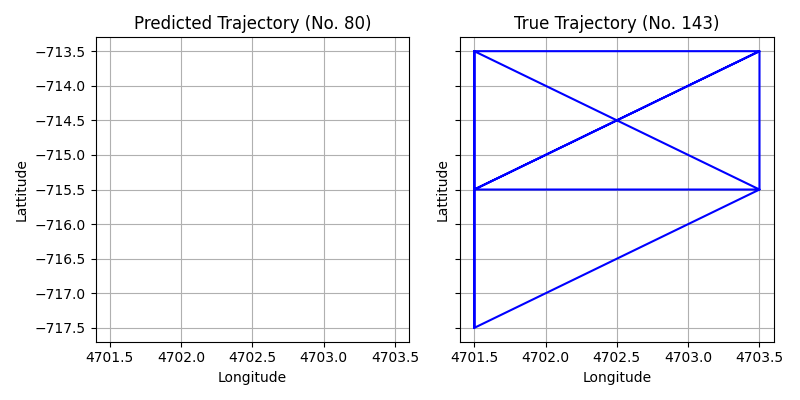 Predicted Trajectory (No. 80)
Lattitude
−713.5
−714.0
−714.5
−715.0
−715.5
−716.0
−716.5
−717.0
−717.5
4701.5 4702.0 4702.5 4703.0 4703.5
Longitude
True Trajectory (No. 143)
Lattitude
4701.5 4702.0 4702.5 4703.0 4703.5
Longitude